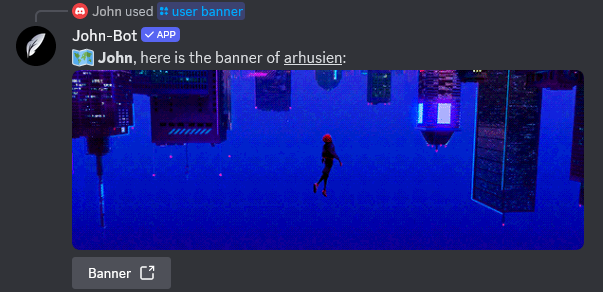 John used user banner
John-Bot APP
John, here is the banner of arhusien:
Banner